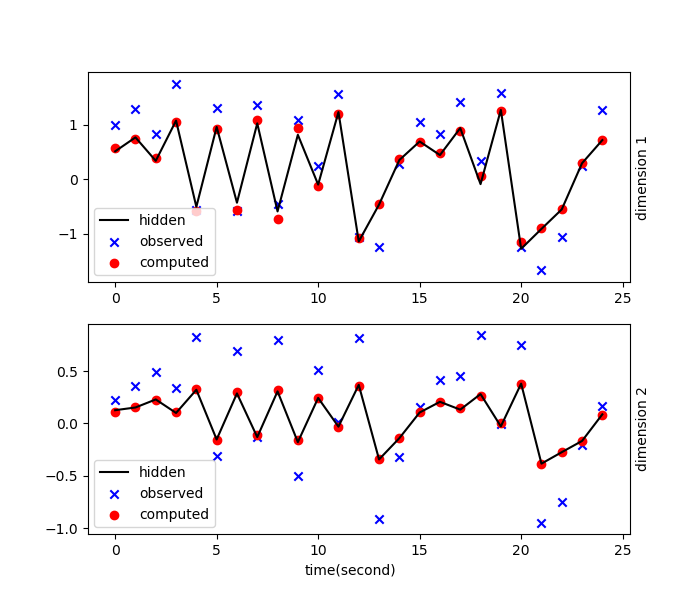 1
0
−1
0
5
10
15
20
25
hidden
observed
computed
dimension 1
0.5
0.0
−0.5
−1.0
0
5
10
15
20
25
hidden
observed
computed
dimension 2
time(second)